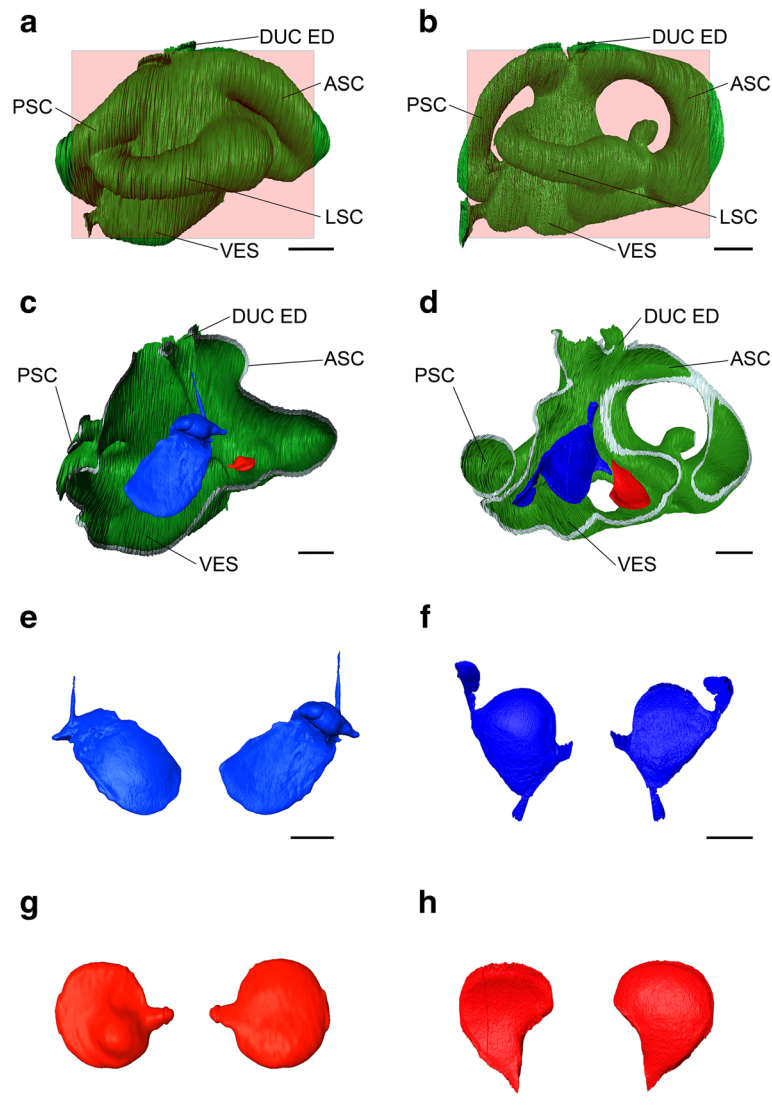 a
b
DUC ED
DUC ED
ASC
ASC
PSC
PSC
LSC
LSC
VES
VES
c
d
DUC ED
DUC ED
ASC
ASC
PSC
PSC
VES
VES
e
f
g
h